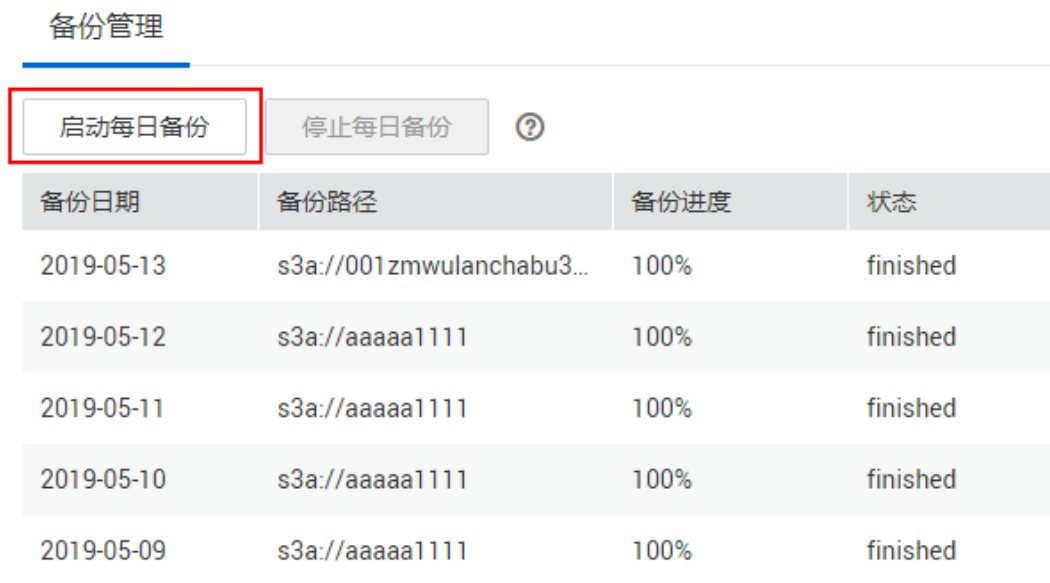 备份管理
启动每日备份 停止每日备份 ?
备份日期 备份路径 备份进度 状态
2019-05-13 s3a://001zmwulanchabu3... 100% finished
2019-05-12 s3a://aaaaa1111 100% finished
2019-05-11 s3a://aaaaa1111 100% finished
2019-05-10 s3a://aaaaa1111 100% finished
2019-05-09 s3a://aaaaa1111 100% finished